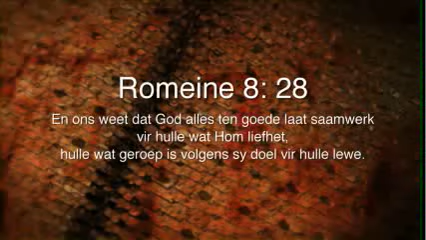 Romeine 8: 28
En ons weet dat God alles ten goede laat saamwerk
vir hulle wat Hom liefhet,
hulle wat geroep is volgens sy doel vir hulle lewe.